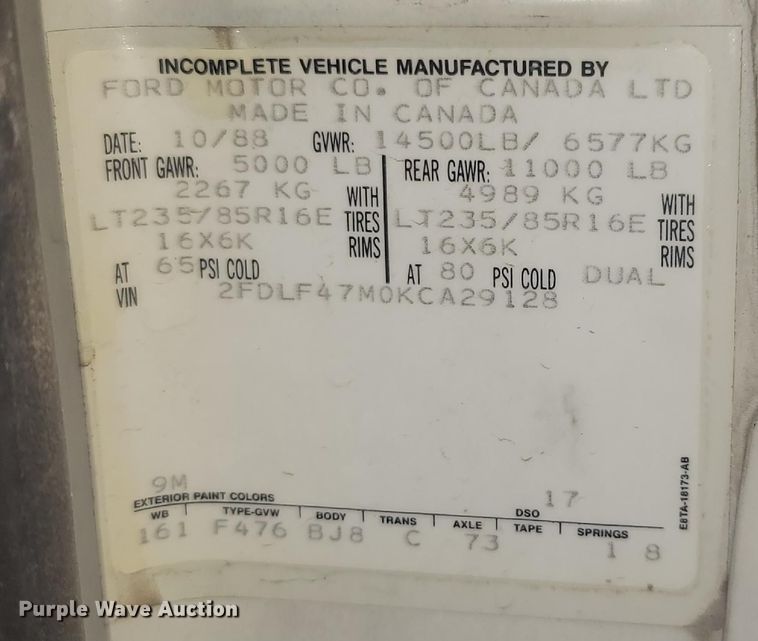 INCOMPLETE VEHICLE MANUFACTURED BY
FORD MOTOR CO. OF CANADA LTD
MADE IN CANADA
DATE: 10/88 GVWR: 14500LB/ 6577KG
FRONT GAWR: 5000 LB REAR GAWR: 11000 LB
2267 KG WITH 4989 KG WITH
LT235/85R16E TIRES LT235/85R16E TIRES
16X6K RIMS 16X6K RIMS
AT 65 PSI COLD AT 80 PSI COLD DUAL
VIN 2FDLF47M0KCA29128
9M 17
EXTERIOR PAINT COLORS DSO
WB TYPE-GVW BODY TRANS AXLE TAPE SPRINGS
161 F476 BJ8 C 73 1 8
E8TA-18173-AB
Purple Wave Auction